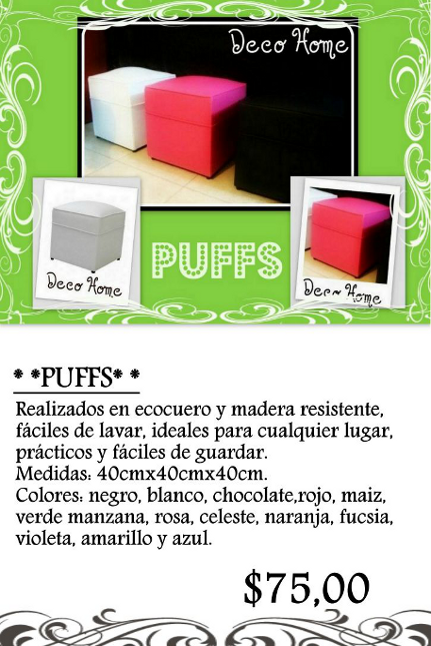 Deco Home
Deco Home
PUFFS
Dec~ Home
* *PUFFS* *
Realizados en ecocuero y madera resistente,
fáciles de lavar, ideales para cualquier lugar,
prácticos y fáciles de guardar.
Medidas: 40cmx40cmx40cm.
Colores: negro, blanco, chocolate,rojo, maiz,
verde manzana, rosa, celeste, naranja, fucsia,
violeta, amarillo y azul.
$75,00